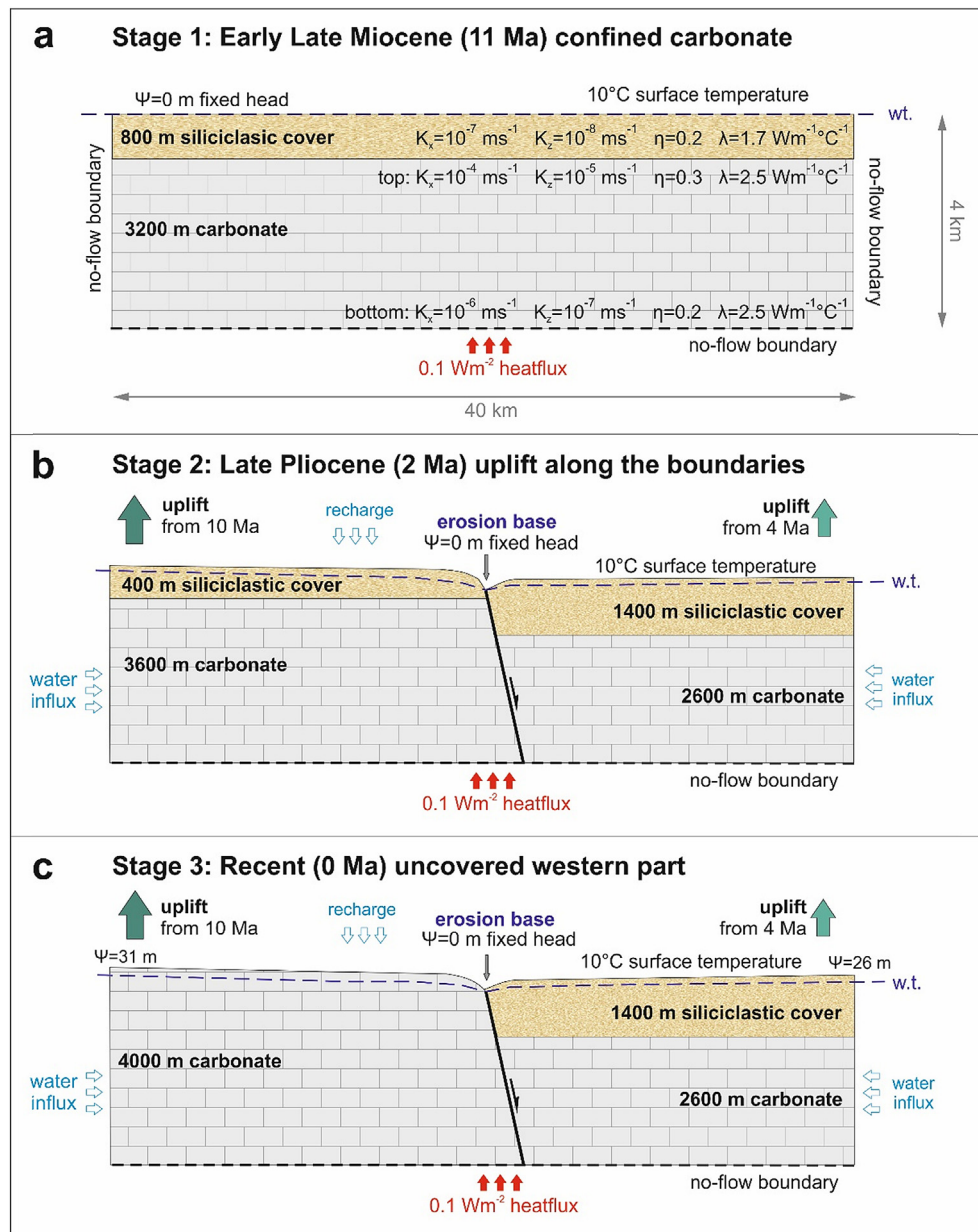 a Stage 1: Early Late Miocene (11 Ma) confined carbonate
Ψ=0 m fixed head 10°C surface temperature
wt.
800 m siliciclasic cover Kₓ=10⁻⁷ ms⁻¹ K_z=10⁻⁸ ms⁻¹ η=0.2 λ=1.7 Wm⁻¹°C⁻¹
top: Kₓ=10⁻⁴ ms⁻¹ K_z=10⁻⁵ ms⁻¹ η=0.3 λ=2.5 Wm⁻¹°C⁻¹
no-flow boundary
3200 m carbonate
no-flow boundary
4 km
bottom: Kₓ=10⁻⁶ ms⁻¹ K_z=10⁻⁷ ms⁻¹ η=0.2 λ=2.5 Wm⁻¹°C⁻¹
no-flow boundary
0.1 Wm⁻² heatflux
40 km
b Stage 2: Late Pliocene (2 Ma) uplift along the boundaries
uplift
from 10 Ma
recharge
erosion base
Ψ=0 m fixed head
uplift
from 4 Ma
10°C surface temperature
w.t.
400 m siliciclastic cover
1400 m siliciclastic cover
3600 m carbonate
water
influx
2600 m carbonate
water
influx
no-flow boundary
0.1 Wm⁻² heatflux
c Stage 3: Recent (0 Ma) uncovered western part
uplift
from 10 Ma
recharge
erosion base
Ψ=0 m fixed head
uplift
from 4 Ma
Ψ=31 m
10°C surface temperature
Ψ=26 m
w.t.
1400 m siliciclastic cover
4000 m carbonate
water
influx
2600 m carbonate
water
influx
no-flow boundary
0.1 Wm⁻² heatflux